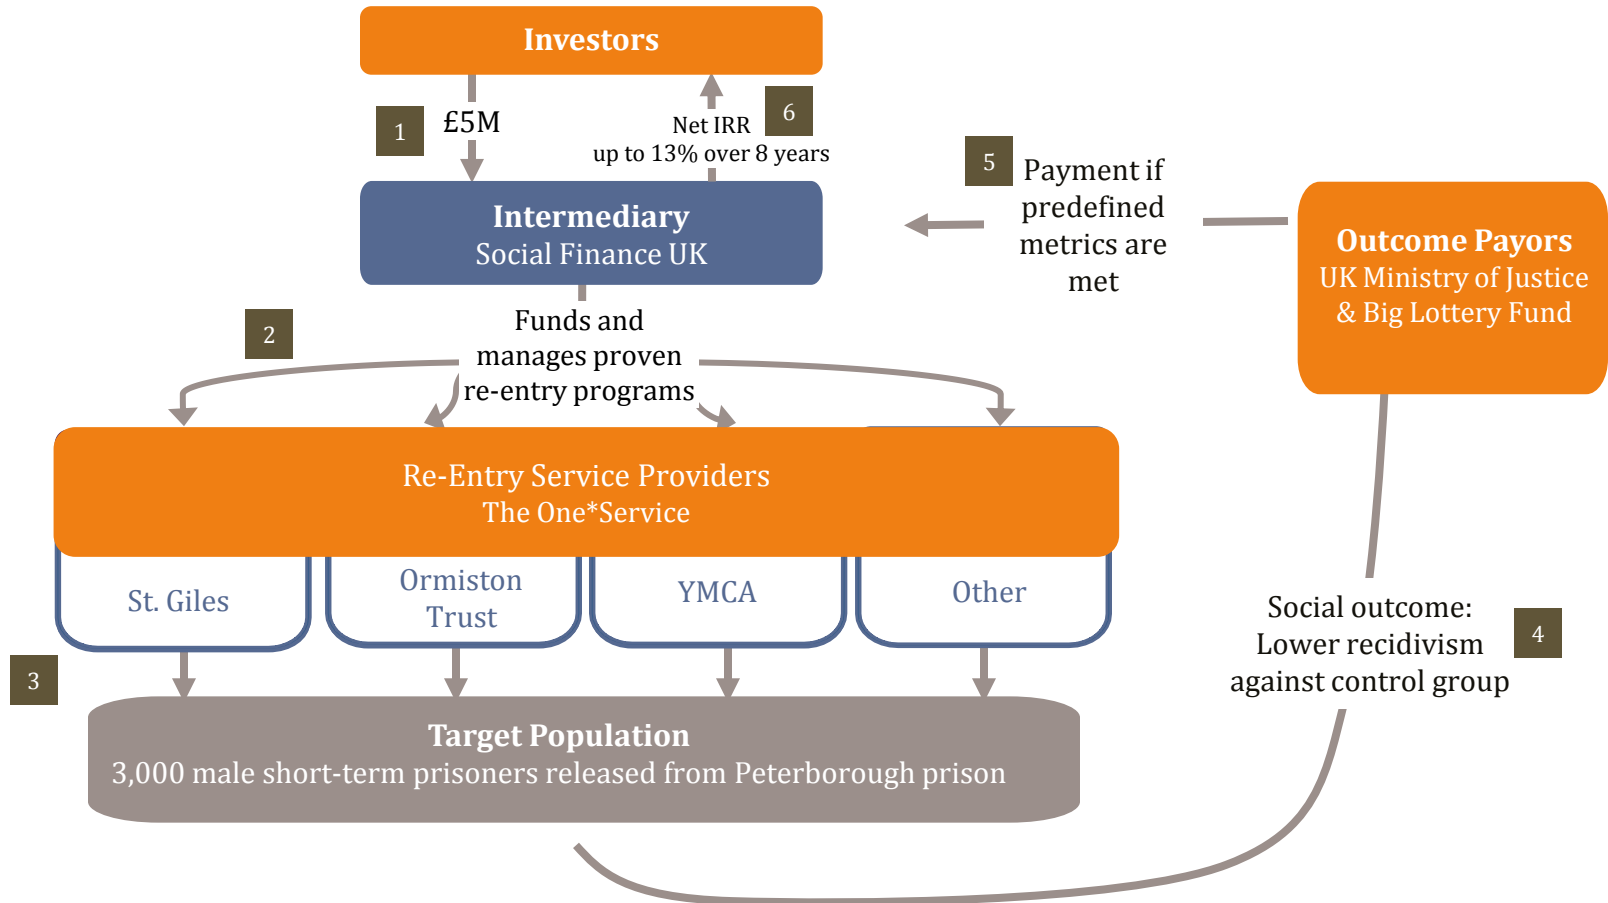 Investors
1
£5M
6
Net IRR
up to 13% over 8 years
5
Payment if
predefined
metrics are
met
Intermediary
Social Finance UK
Outcome Payors
UK Ministry of Justice
& Big Lottery Fund
2
Funds and
manages proven
re-entry programs
Re-Entry Service Providers
The One*Service
St. Giles
Ormiston
Trust
YMCA
Other
Social outcome:
Lower recidivism
against control group
4
3
Target Population
3,000 male short-term prisoners released from Peterborough prison